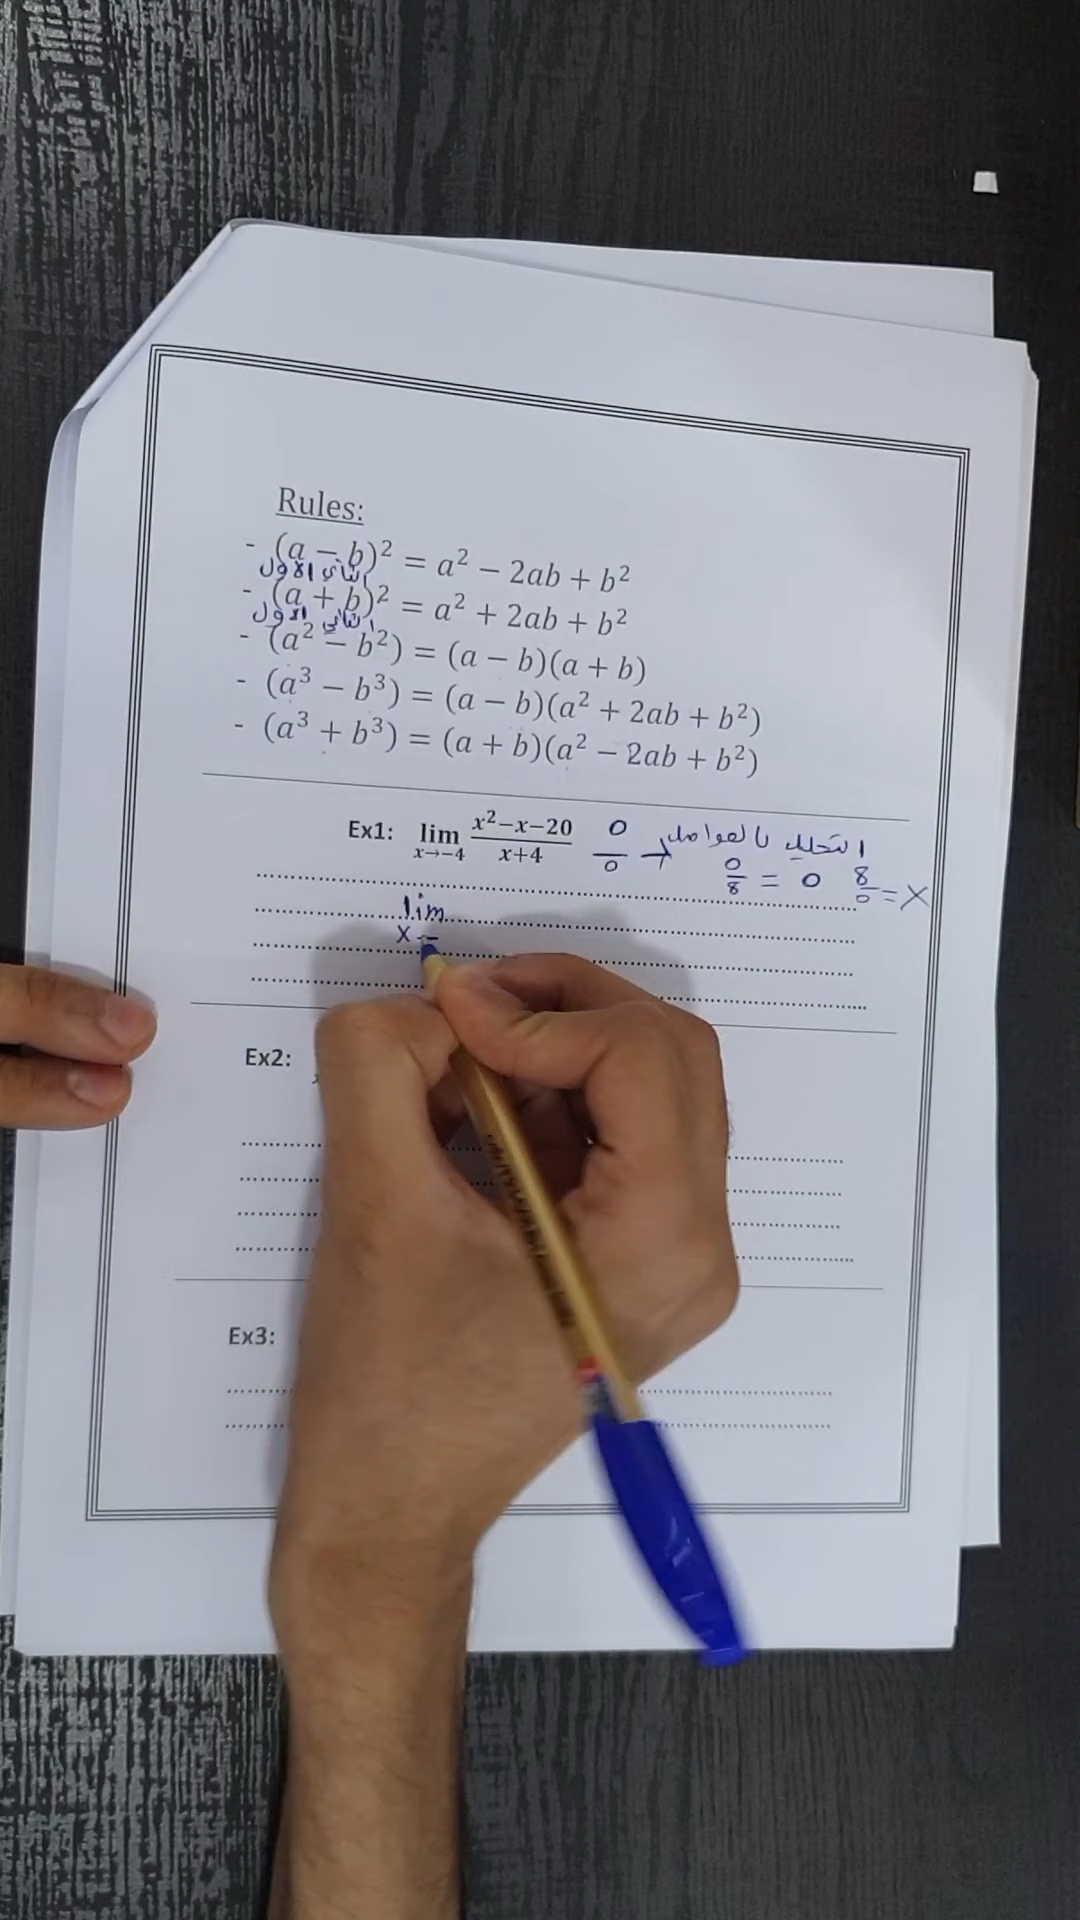 Rules:
- (a − b)² = a² − 2ab + b²
الأول الثاني
- (a + b)² = a² + 2ab + b²
الأول الثاني
- (a² − b²) = (a − b)(a + b)
- (a³ − b³) = (a − b)(a² + 2ab + b²)
- (a³ + b³) = (a + b)(a² − 2ab + b²)
Ex1: lim x→−4 x²−x−20 / x+4 0/0 → التحليل بالعوامل
0/8 = 0 8/0 = X
lim
x −
Ex2:
Ex3: